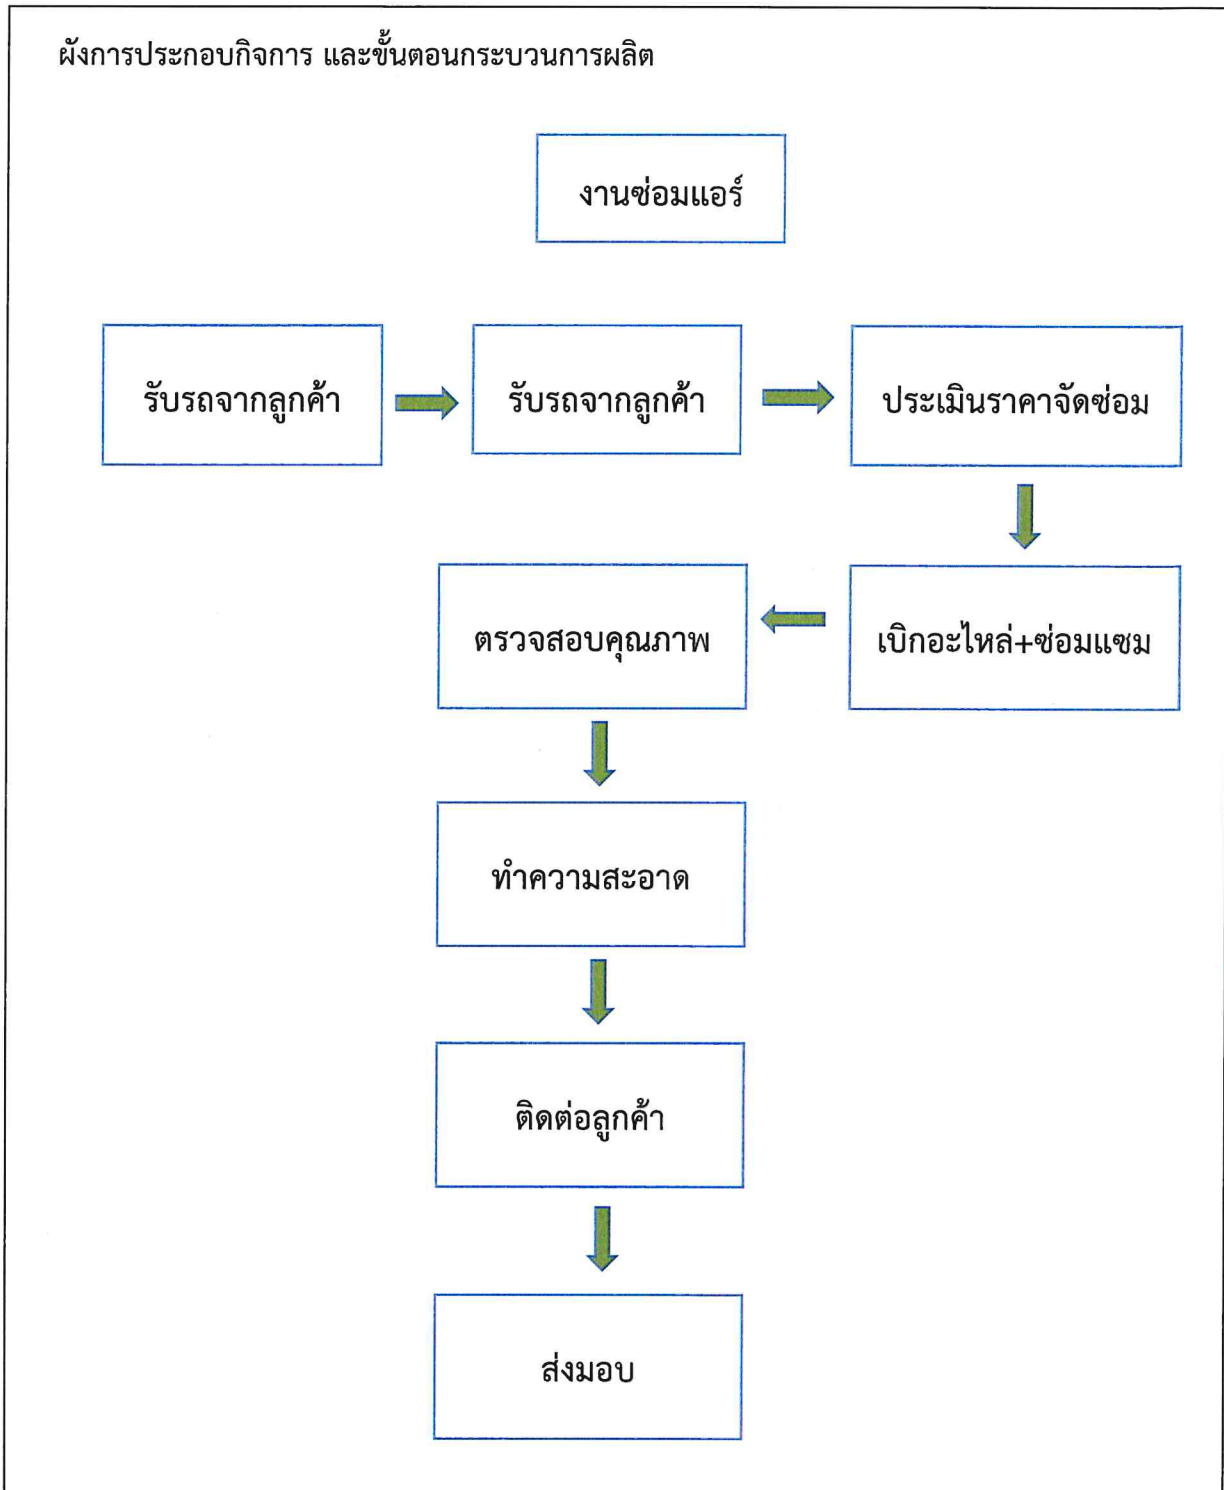 ผังการประกอบกิจการ และขั้นตอนกระบวนการผลิต
งานซ่อมแอร์
รับรถจากลูกค้า
รับรถจากลูกค้า
ประเมินราคาจัดซ่อม
เบิกอะไหล่+ซ่อมแซม
ตรวจสอบคุณภาพ
ทำความสะอาด
ติดต่อลูกค้า
ส่งมอบ